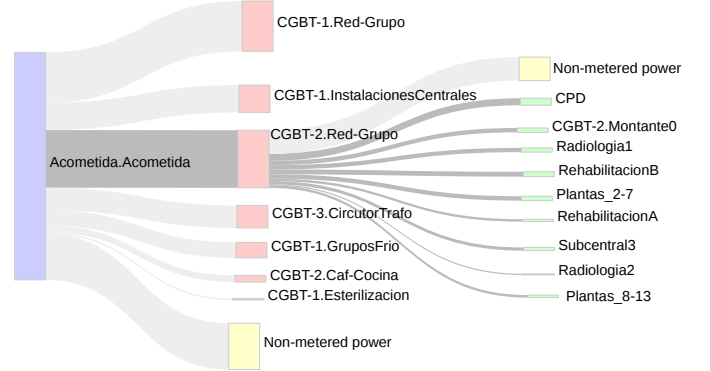 CGBT-1.Red-Grupo
Non-metered power
CGBT-1.InstalacionesCentrales
CPD
CGBT-2.Red-Grupo
CGBT-2.Montante0
Radiologia1
Acometida.Acometida
RehabilitacionB
Plantas_2-7
CGBT-3.CircutorTrafo
RehabilitacionA
CGBT-1.GruposFrio
Subcentral3
CGBT-2.Caf-Cocina
Radiologia2
CGBT-1.Esterilizacion
Plantas_8-13
Non-metered power